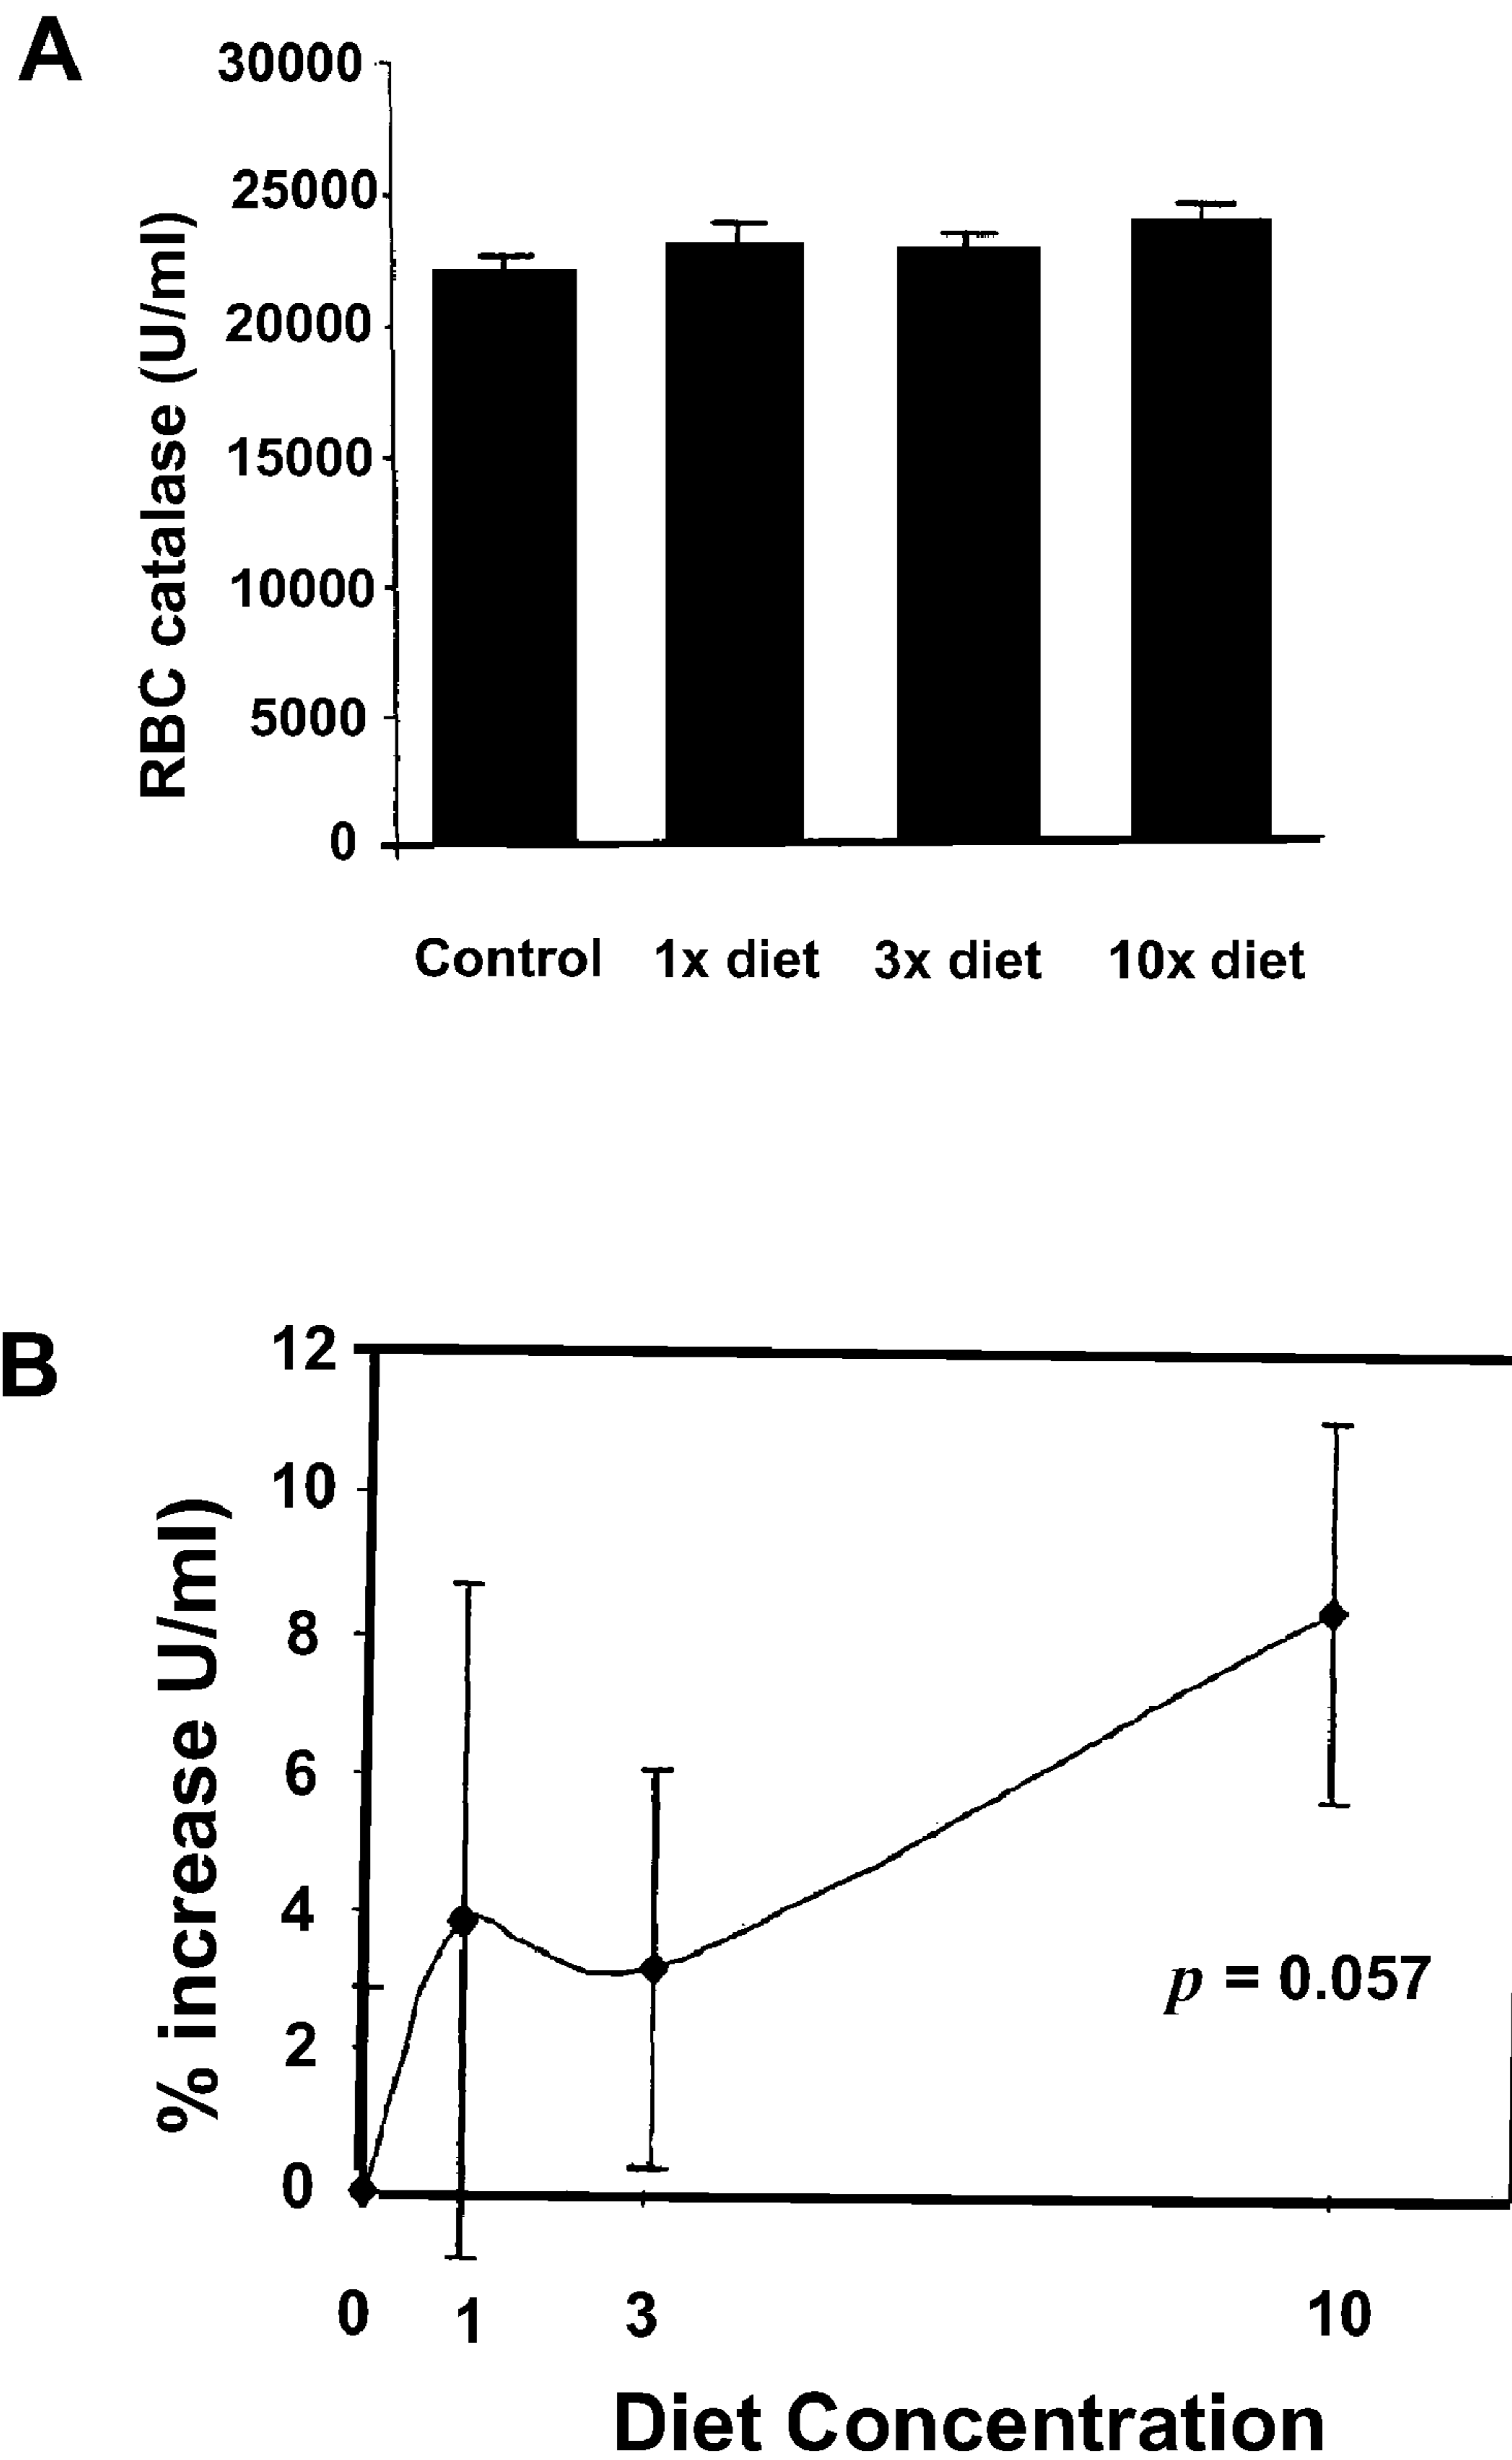 A
30000
25000
20000
15000
10000
5000
0
RBC catalase (U/ml)
Control 1x diet 3x diet 10x diet
B
12
10
8
6
4
2
0
% increase U/ml)
p = 0.057
0 1 3 10
Diet Concentration